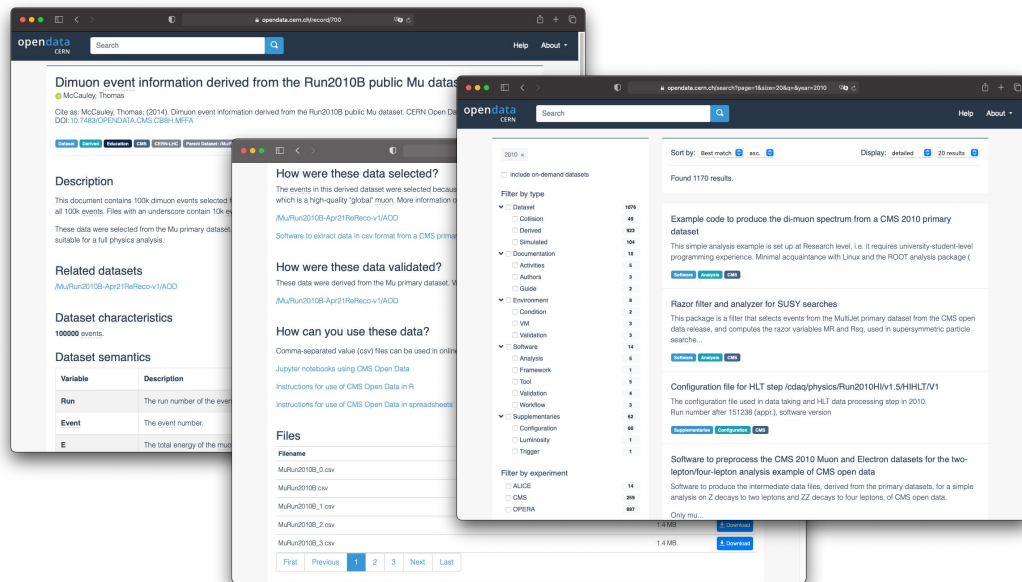 opendata.cern.ch/record/700
opendata
CERN
Search
Help
About
Dimuon event information derived from the Run2010B public Mu datas
McCauley, Thomas
Cite as: McCauley, Thomas; (2014). Dimuon event information derived from the Run2010B public Mu dataset. CERN Open Da
DOI:10.7483/OPENDATA.CMS.CB8H.MFFA
Dataset Derived Education CMS CERN-LHC Parent Dataset: /Mu/R
Description
This document contains 100k dimuon events selected f
all 100k events. Files with an underscore contain 10k ev
These data were selected from the Mu primary dataset.
suitable for a full physics analysis.
Related datasets
/Mu/Run2010B-Apr21ReReco-v1/AOD
Dataset characteristics
100000 events.
Dataset semantics
Variable Description
Run The run number of the even
Event The event number.
E The total energy of the muo
How were these data selected?
The events in this derived dataset were selected becaus
which is a high-quality "global" muon. More information o
/Mu/Run2010B-Apr21ReReco-v1/AOD
Software to extract data in csv format from a CMS primar
How were these data validated?
These data were derived from the Mu primary dataset. V
/Mu/Run2010B-Apr21ReReco-v1/AOD
How can you use these data?
Comma-separated value (csv) files can be used in online
Jupyter notebooks using CMS Open Data
Instructions for use of CMS Open Data in R
Instructions for use of CMS Open Data in spreadsheets
Files
Filename
MuRun2010B_0.csv
MuRun2010B.csv
MuRun2010B_1.csv
MuRun2010B_2.csv 1.4 MB Download
MuRun2010B_3.csv 1.4 MB Download
First Previous 1 2 3 Next Last
opendata.cern.ch/search?page=1&size=20&q=&year=2010
opendata
CERN
Search
Help
About
2010 ×
include on-demand datasets
Filter by type
Dataset 1076
Collision 49
Derived 923
Simulated 104
Documentation 10
Activities 5
Authors 3
Guide 2
Environment 8
Condition 2
VM 3
Validation 3
Software 14
Analysis 5
Framework 1
Tool 5
Validation 4
Workflow 3
Supplementaries 62
Configuration 60
Luminosity 1
Trigger 1
Filter by experiment
ALICE 14
CMS 259
OPERA 897
Sort by: Best match asc. Display: detailed 20 results
Found 1170 results.
Example code to produce the di-muon spectrum from a CMS 2010 primary
dataset
This simple analysis example is set up at Research level, i.e. it requires university-student-level
programming experience. Minimal acquaintance with Linux and the ROOT analysis package (
Software Analysis CMS
Razor filter and analyzer for SUSY searches
This package is a filter that selects events from the MultiJet primary dataset from the CMS open
data release, and computes the razor variables MR and Rsq, used in supersymmetric particle
searche...
Software Analysis CMS
Configuration file for HLT step /cdaq/physics/Run2010HI/v1.5/HIHLT/V1
The configuration file used in data taking and HLT data processing step in 2010.
Run number after 151238 (appr.), software version
Supplementaries Configuration CMS
Software to preprocess the CMS 2010 Muon and Electron datasets for the two-
lepton/four-lepton analysis example of CMS open data
Software to produce the intermediate data files, derived from the primary datasets, for a simple
analysis on Z decays to two leptons and ZZ decays to four leptons, of CMS open data.
Only mu...